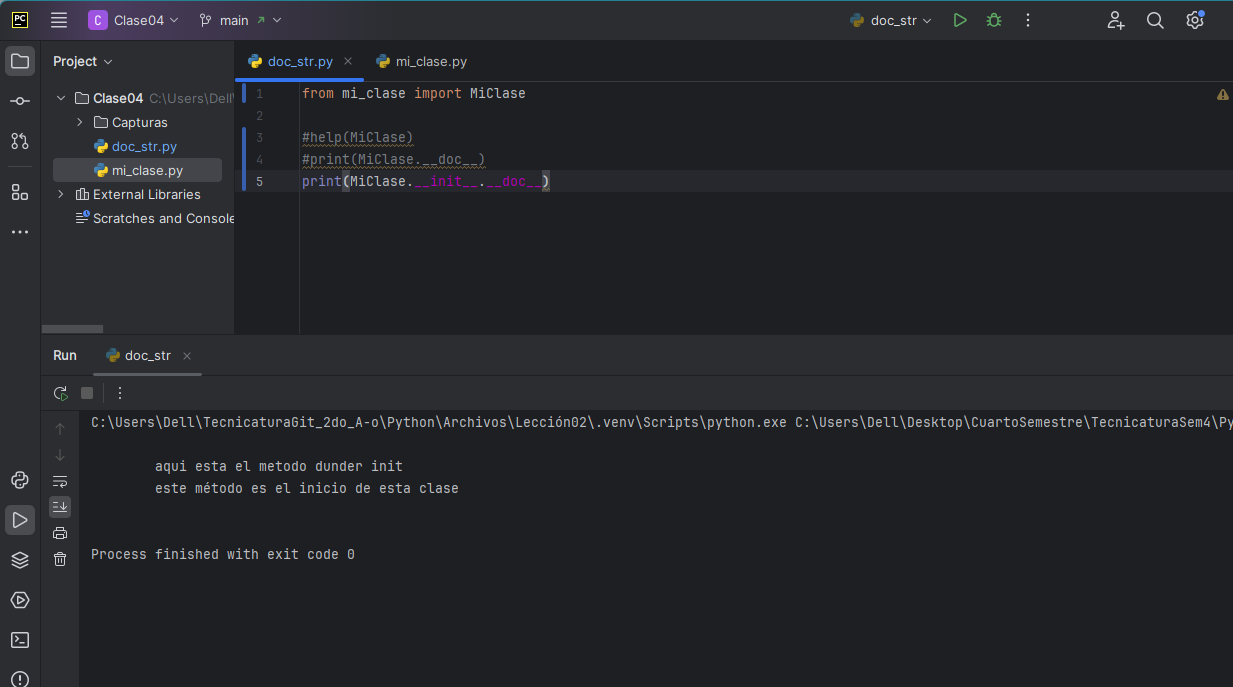 PC
C Clase04 main doc_str
Project
doc_str.py
mi_clase.py
Clase04 C:\Users\Dell\
Capturas
doc_str.py
mi_clase.py
External Libraries
Scratches and Console
1 from mi_clase import MiClase
2
3 #help(MiClase)
4 #print(MiClase.__doc__)
5 print(MiClase.__init__.__doc__)
Run doc_str
C:\Users\Dell\TecnicaturaGit_2do_A-o\Python\Archivos\Lección02\.venv\Scripts\python.exe C:\Users\Dell\Desktop\CuartoSemestre\TecnicaturaSem4\Py
aqui esta el metodo dunder init
este método es el inicio de esta clase
Process finished with exit code 0